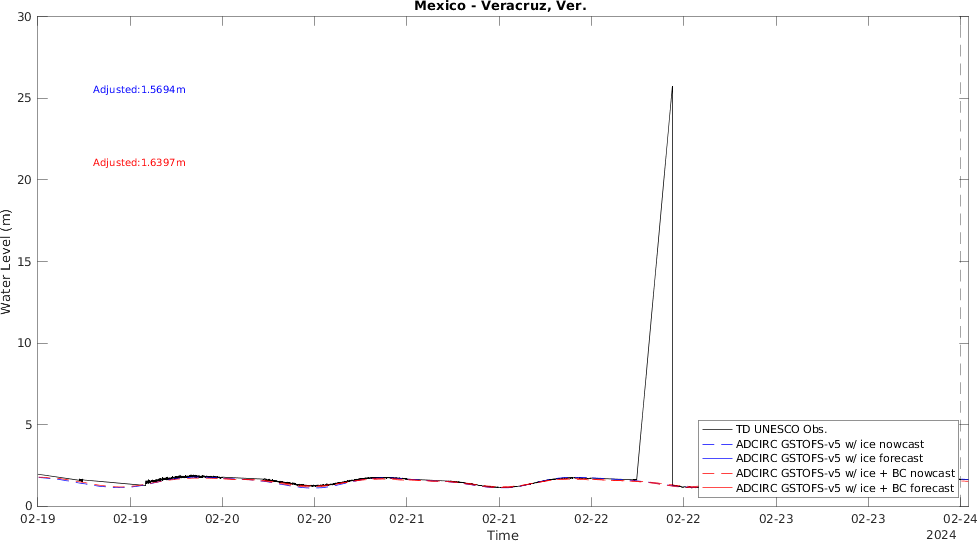 Mexico - Veracruz, Ver.
30
25
20
15
10
5
0
Water Level (m)
Adjusted:1.5694m
Adjusted:1.6397m
TD UNESCO Obs.
ADCIRC GSTOFS-v5 w/ ice nowcast
ADCIRC GSTOFS-v5 w/ ice forecast
ADCIRC GSTOFS-v5 w/ ice + BC nowcast
ADCIRC GSTOFS-v5 w/ ice + BC forecast
02-19 02-19 02-20 02-20 02-21 02-21 02-22 02-22 02-23 02-23 02-24
Time
2024